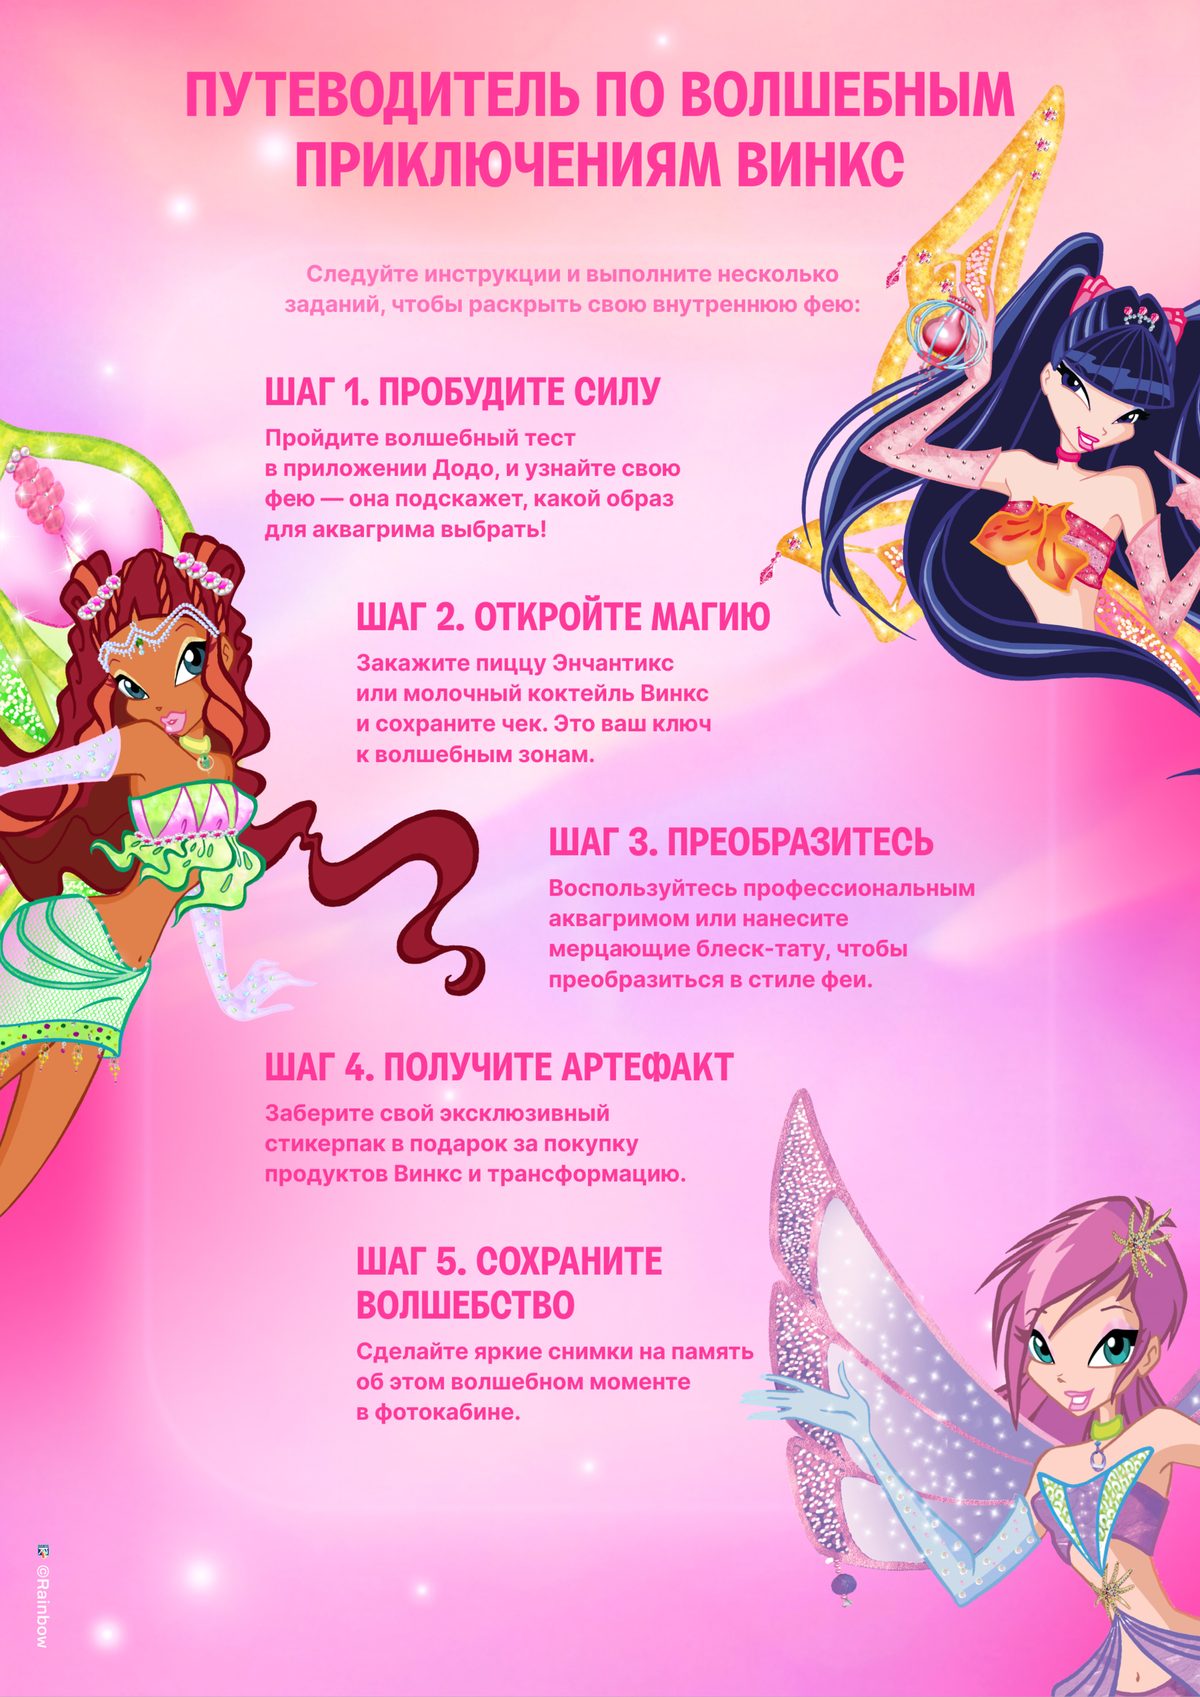 ПУТЕВОДИТЕЛЬ ПО ВОЛШЕБНЫМ
ПРИКЛЮЧЕНИЯМ ВИНКС
Следуйте инструкции и выполните несколько
заданий, чтобы раскрыть свою внутреннюю фею:
ШАГ 1. ПРОБУДИТЕ СИЛУ
Пройдите волшебный тест
в приложении Додо, и узнайте свою
фею — она подскажет, какой образ
для аквагрима выбрать!
ШАГ 2. ОТКРОЙТЕ МАГИЮ
Закажите пиццу Энчантикс
или молочный коктейль Винкс
и сохраните чек. Это ваш ключ
к волшебным зонам.
ШАГ 3. ПРЕОБРАЗИТЕСЬ
Воспользуйтесь профессиональным
аквагримом или нанесите
мерцающие блеск-тату, чтобы
преобразиться в стиле феи.
ШАГ 4. ПОЛУЧИТЕ АРТЕФАКТ
Заберите свой эксклюзивный
стикерпак в подарок за покупку
продуктов Винкс и трансформацию.
ШАГ 5. СОХРАНИТЕ
ВОЛШЕБСТВО
Сделайте яркие снимки на память
об этом волшебном моменте
в фотокабине.
©Rainbow